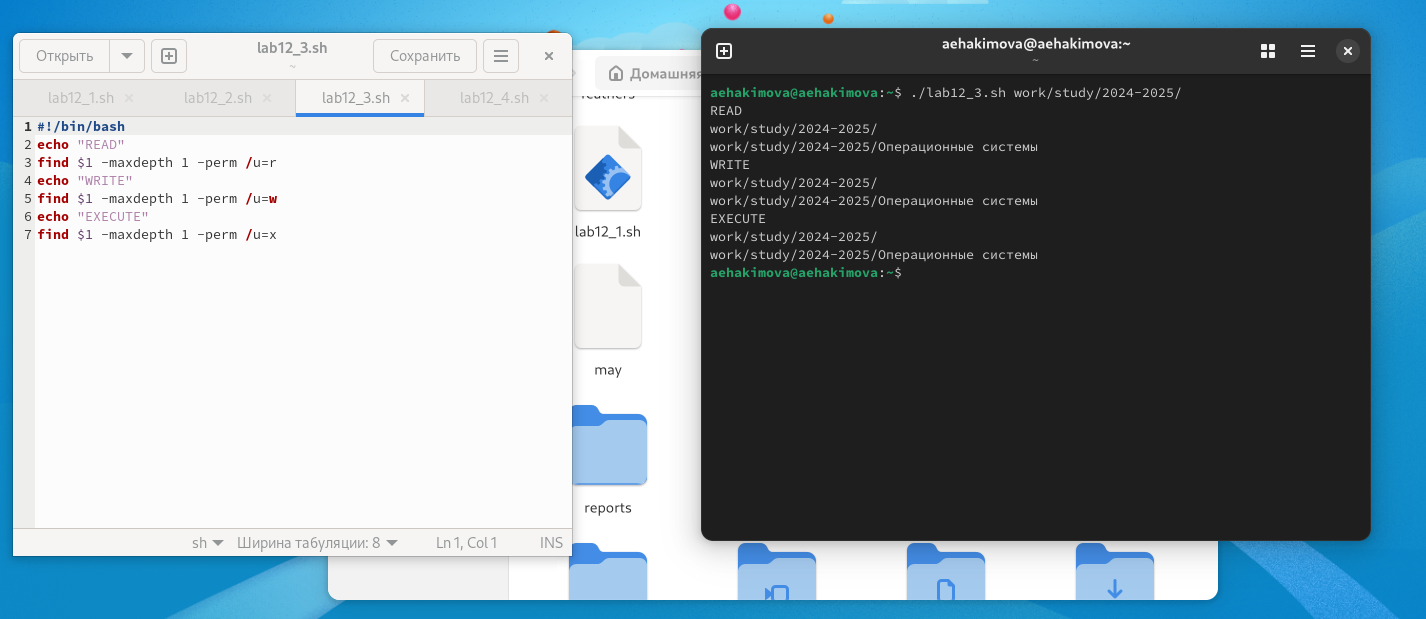 Открыть
lab12_3.sh
~
Сохранить
lab12_1.sh
lab12_2.sh
lab12_3.sh
lab12_4.sh
1 #!/bin/bash
2 echo "READ"
3 find $1 -maxdepth 1 -perm /u=r
4 echo "WRITE"
5 find $1 -maxdepth 1 -perm /u=w
6 echo "EXECUTE"
7 find $1 -maxdepth 1 -perm /u=x
sh
Ширина табуляции: 8
Ln 1, Col 1
INS
Домашняя
lab12_1.sh
may
reports
aehakimova@aehakimova:~
~
aehakimova@aehakimova:~$ ./lab12_3.sh work/study/2024-2025/
READ
work/study/2024-2025/
work/study/2024-2025/Операционные системы
WRITE
work/study/2024-2025/
work/study/2024-2025/Операционные системы
EXECUTE
work/study/2024-2025/
work/study/2024-2025/Операционные системы
aehakimova@aehakimova:~$